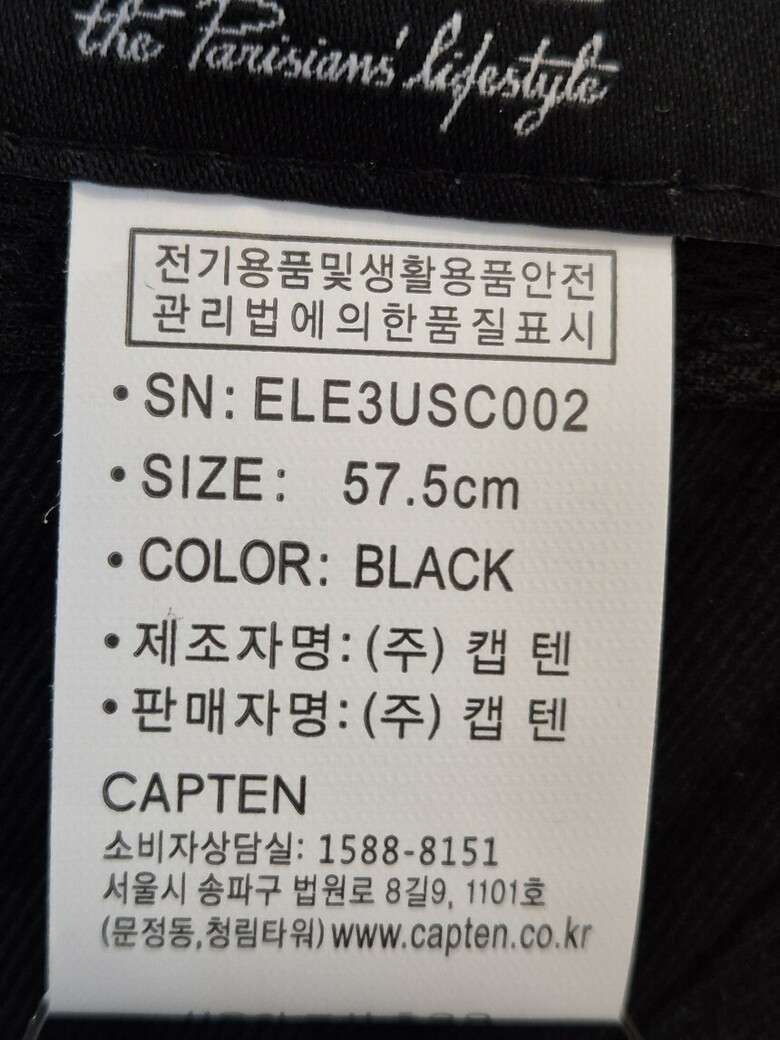 the Parisians' lifestyle
전기용품및생활용품안전
관리법에의한품질표시
•SN: ELE3USC002
•SIZE: 57.5cm
•COLOR: BLACK
•제조자명:(주) 캡 텐
•판매자명:(주) 캡 텐
CAPTEN
소비자상담실: 1588-8151
서울시 송파구 법원로 8길9, 1101호
(문정동,청림타워)www.capten.co.kr